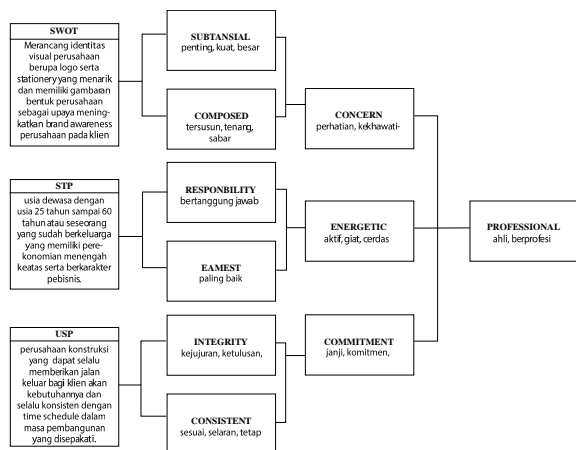 SWOT
Merancang identitas
visual perusahaan
berupa logo serta
stationery yang menarik
dan memiliki gambaran
bentuk perusahaan
sebagai upaya mening-
katkan brand awareness
perusahaan pada klien
SUBTANSIAL
penting, kuat, besar
COMPOSED
tersusun, tenang,
sabar
CONCERN
perhatian, kekhawati-
STP
usia dewasa dengan
usia 25 tahun sampai 60
tahun atau seseorang
yang sudah berkeluarga
yang memiliki pere-
konomian menengah
keatas serta berkarakter
pebisnis.
RESPONBILITY
bertanggung jawab
EAMEST
paling baik
ENERGETIC
aktif, giat, cerdas
PROFESSIONAL
ahli, berprofesi
USP
perusahaan konstruksi
yang dapat selalu
memberikan jalan
keluar bagi klien akan
kebutuhannya dan
selalu konsisten dengan
time schedule dalam
masa pembangunan
yang disepakati.
INTEGRITY
kejujuran, ketulusan,
CONSISTENT
sesuai, selaran, tetap
COMMITMENT
janji, komitmen,